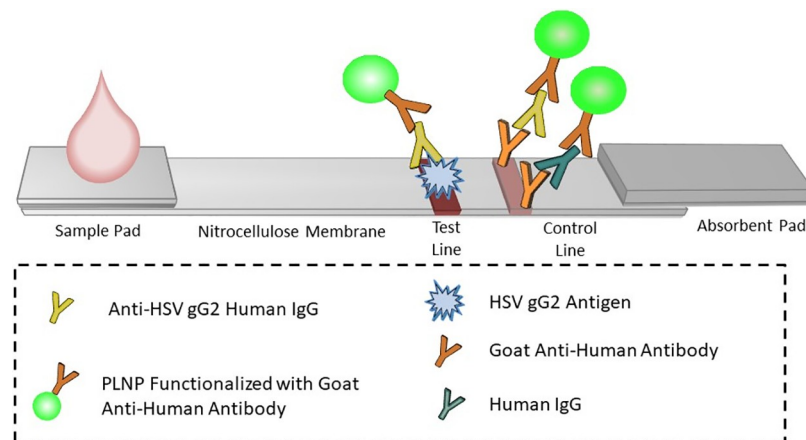 Sample Pad
Nitrocellulose Membrane
Test
Line
Control
Line
Absorbent Pad
Anti-HSV gG2 Human IgG
HSV gG2 Antigen
Goat Anti-Human Antibody
PLNP Functionalized with Goat
Anti-Human Antibody
Human IgG